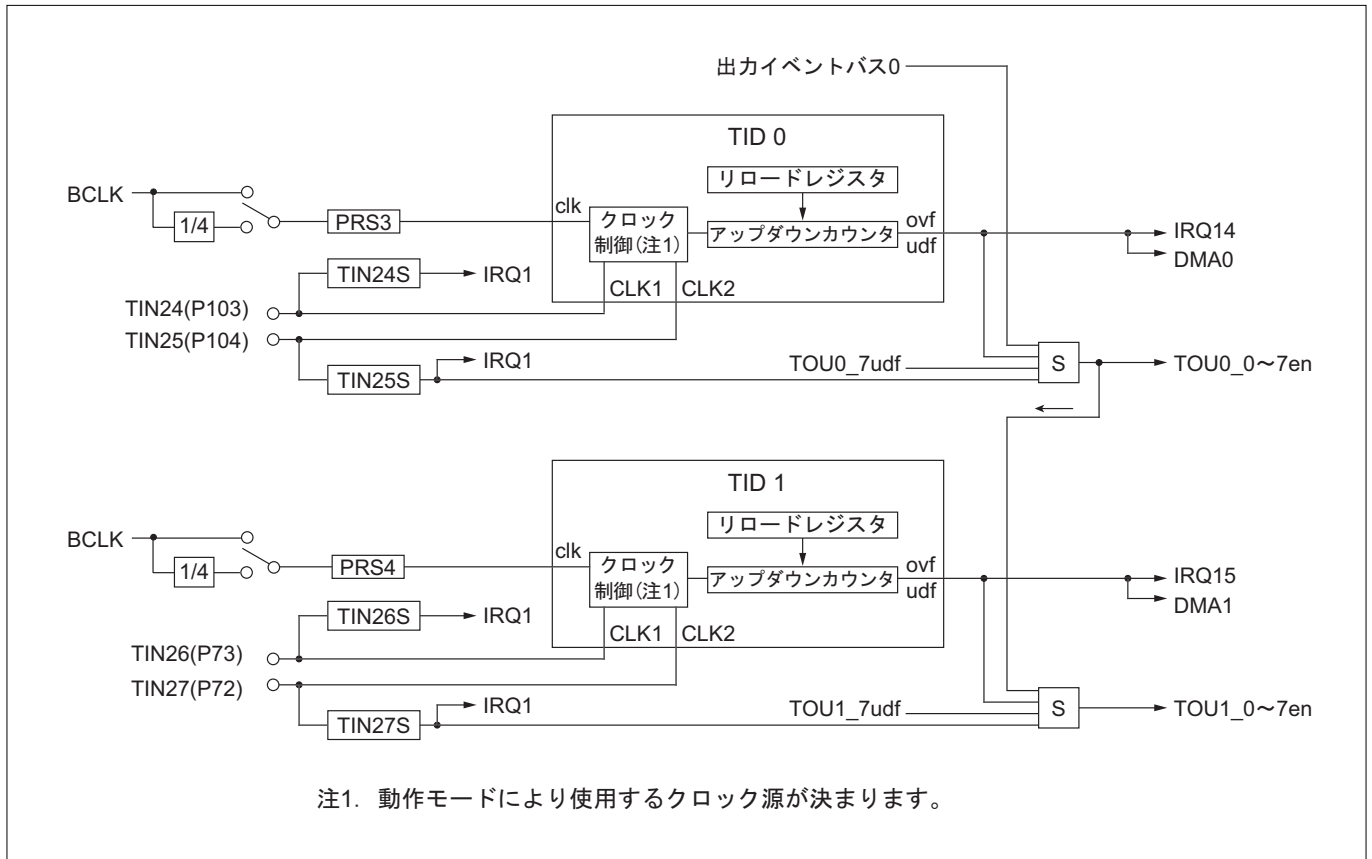 出力イベントバス0
TID 0
リロードレジスタ
BCLK
1/4
PRS3
clk
クロック
制御(注1)
アップダウンカウンタ
ovf
udf
IRQ14
DMA0
TIN24S
IRQ1
CLK1
CLK2
TIN24(P103)
TIN25(P104)
TIN25S
IRQ1
TOU0_7udf
S
TOU0_0～7en
TID 1
リロードレジスタ
BCLK
1/4
PRS4
clk
クロック
制御(注1)
アップダウンカウンタ
ovf
udf
IRQ15
DMA1
TIN26S
IRQ1
CLK1
CLK2
TIN26(P73)
TIN27(P72)
TIN27S
IRQ1
TOU1_7udf
S
TOU1_0～7en
注1. 動作モードにより使用するクロック源が決まります。